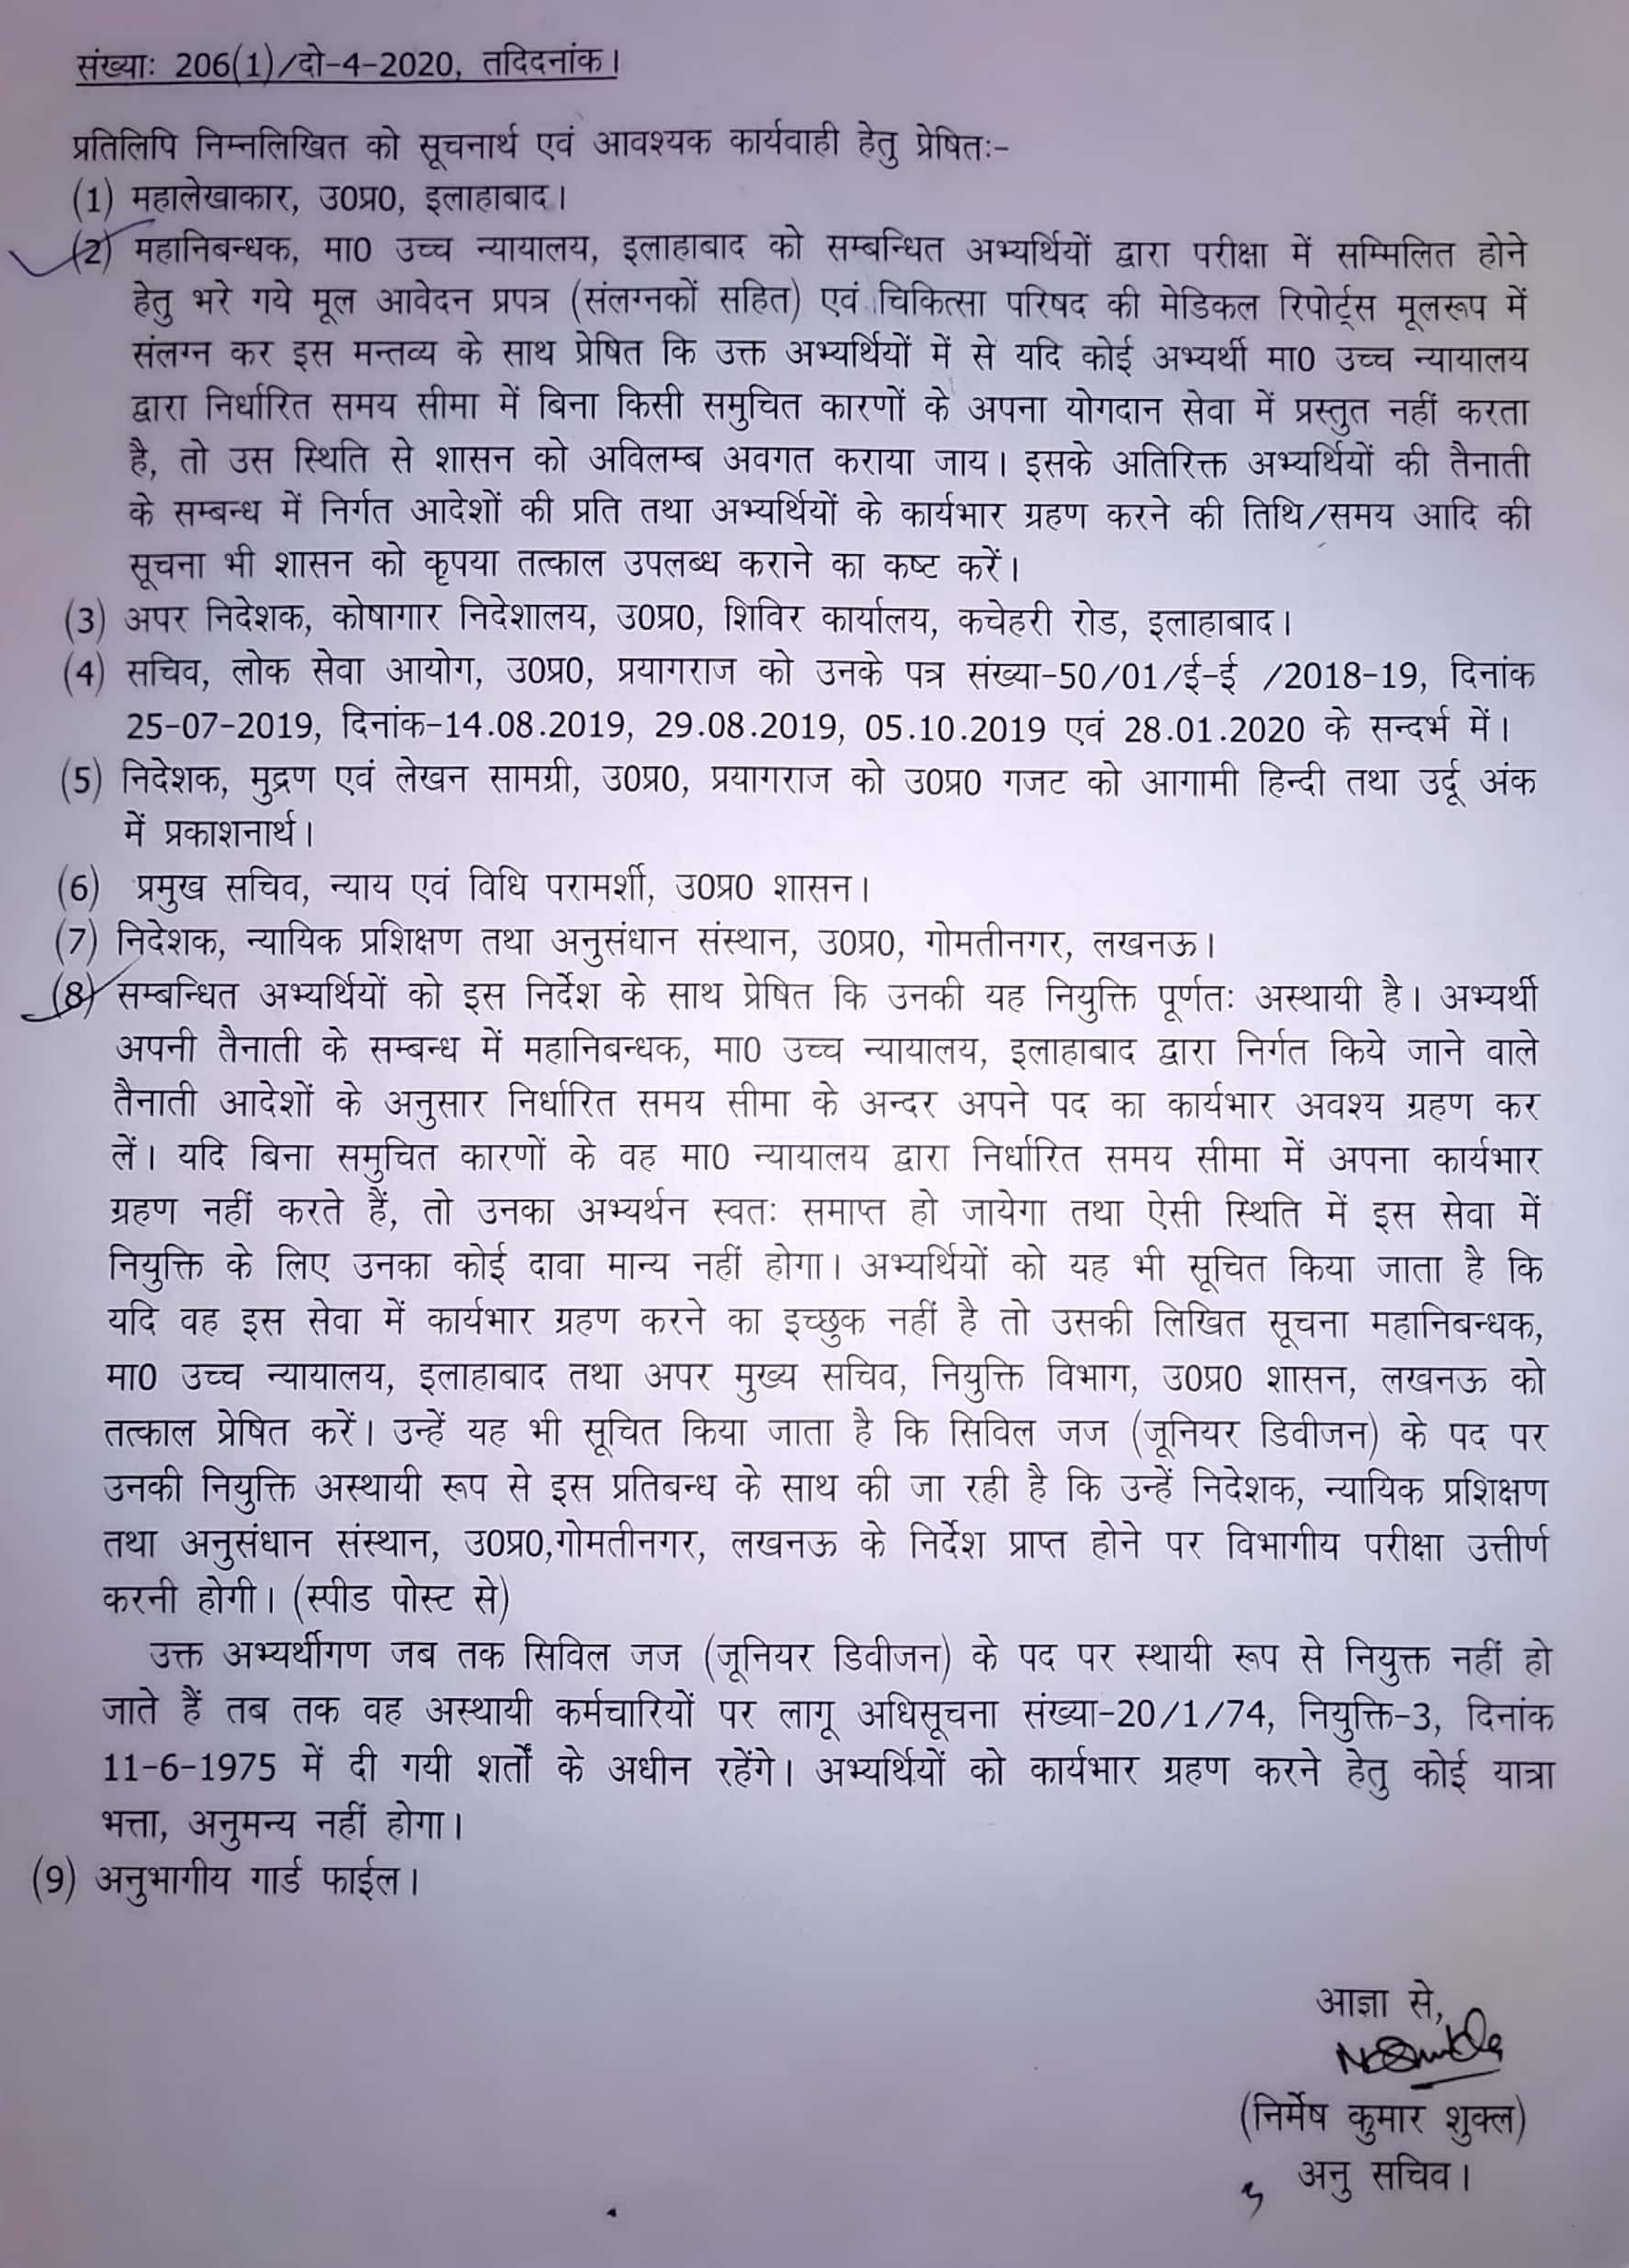 संख्याः 206(1)/दो-4-2020, तदिदनांक।
प्रतिलिपि निम्नलिखित को सूचनार्थ एवं आवश्यक कार्यवाही हेतु प्रेषितः-
(1) महालेखाकार, उ0प्र0, इलाहाबाद।
(2) महानिबन्धक, मा0 उच्च न्यायालय, इलाहाबाद को सम्बन्धित अभ्यर्थियों द्वारा परीक्षा में सम्मिलित होने
हेतु भरे गये मूल आवेदन प्रपत्र (संलग्नकों सहित) एवं चिकित्सा परिषद की मेडिकल रिपोर्ट्स मूलरूप में
संलग्न कर इस मन्तव्य के साथ प्रेषित कि उक्त अभ्यर्थियों में से यदि कोई अभ्यर्थी मा0 उच्च न्यायालय
द्वारा निर्धारित समय सीमा में बिना किसी समुचित कारणों के अपना योगदान सेवा में प्रस्तुत नहीं करता
है, तो उस स्थिति से शासन को अविलम्ब अवगत कराया जाय। इसके अतिरिक्त अभ्यर्थियों की तैनाती
के सम्बन्ध में निर्गत आदेशों की प्रति तथा अभ्यर्थियों के कार्यभार ग्रहण करने की तिथि/समय आदि की
सूचना भी शासन को कृपया तत्काल उपलब्ध कराने का कष्ट करें।
(3) अपर निदेशक, कोषागार निदेशालय, उ0प्र0, शिविर कार्यालय, कचेहरी रोड, इलाहाबाद।
(4) सचिव, लोक सेवा आयोग, उ0प्र0, प्रयागराज को उनके पत्र संख्या-50/01/ई-ई /2018-19, दिनांक
25-07-2019, दिनांक-14.08.2019, 29.08.2019, 05.10.2019 एवं 28.01.2020 के सन्दर्भ में।
(5) निदेशक, मुद्रण एवं लेखन सामग्री, उ0प्र0, प्रयागराज को उ0प्र0 गजट को आगामी हिन्दी तथा उर्दू अंक
में प्रकाशनार्थ।
(6) प्रमुख सचिव, न्याय एवं विधि परामर्शी, उ0प्र0 शासन।
(7) निदेशक, न्यायिक प्रशिक्षण तथा अनुसंधान संस्थान, उ0प्र0, गोमतीनगर, लखनऊ।
(8) सम्बन्धित अभ्यर्थियों को इस निर्देश के साथ प्रेषित कि उनकी यह नियुक्ति पूर्णतः अस्थायी है। अभ्यर्थी
अपनी तैनाती के सम्बन्ध में महानिबन्धक, मा0 उच्च न्यायालय, इलाहाबाद द्वारा निर्गत किये जाने वाले
तैनाती आदेशों के अनुसार निर्धारित समय सीमा के अन्दर अपने पद का कार्यभार अवश्य ग्रहण कर
लें। यदि बिना समुचित कारणों के वह मा0 न्यायालय द्वारा निर्धारित समय सीमा में अपना कार्यभार
ग्रहण नहीं करते हैं, तो उनका अभ्यर्थन स्वतः समाप्त हो जायेगा तथा ऐसी स्थिति में इस सेवा में
नियुक्ति के लिए उनका कोई दावा मान्य नहीं होगा। अभ्यर्थियों को यह भी सूचित किया जाता है कि
यदि वह इस सेवा में कार्यभार ग्रहण करने का इच्छुक नहीं है तो उसकी लिखित सूचना महानिबन्धक,
मा0 उच्च न्यायालय, इलाहाबाद तथा अपर मुख्य सचिव, नियुक्ति विभाग, उ0प्र0 शासन, लखनऊ को
तत्काल प्रेषित करें। उन्हें यह भी सूचित किया जाता है कि सिविल जज (जूनियर डिवीजन) के पद पर
उनकी नियुक्ति अस्थायी रूप से इस प्रतिबन्ध के साथ की जा रही है कि उन्हें निदेशक, न्यायिक प्रशिक्षण
तथा अनुसंधान संस्थान, उ0प्र0,गोमतीनगर, लखनऊ के निर्देश प्राप्त होने पर विभागीय परीक्षा उत्तीर्ण
करनी होगी। (स्पीड पोस्ट से)
उक्त अभ्यर्थीगण जब तक सिविल जज (जूनियर डिवीजन) के पद पर स्थायी रूप से नियुक्त नहीं हो
जाते हैं तब तक वह अस्थायी कर्मचारियों पर लागू अधिसूचना संख्या-20/1/74, नियुक्ति-3, दिनांक
11-6-1975 में दी गयी शर्तों के अधीन रहेंगे। अभ्यर्थियों को कार्यभार ग्रहण करने हेतु कोई यात्रा
भत्ता, अनुमन्य नहीं होगा।
(9) अनुभागीय गार्ड फाईल।
आज्ञा से,
(निर्मेष कुमार शुक्ल)
अनु सचिव।